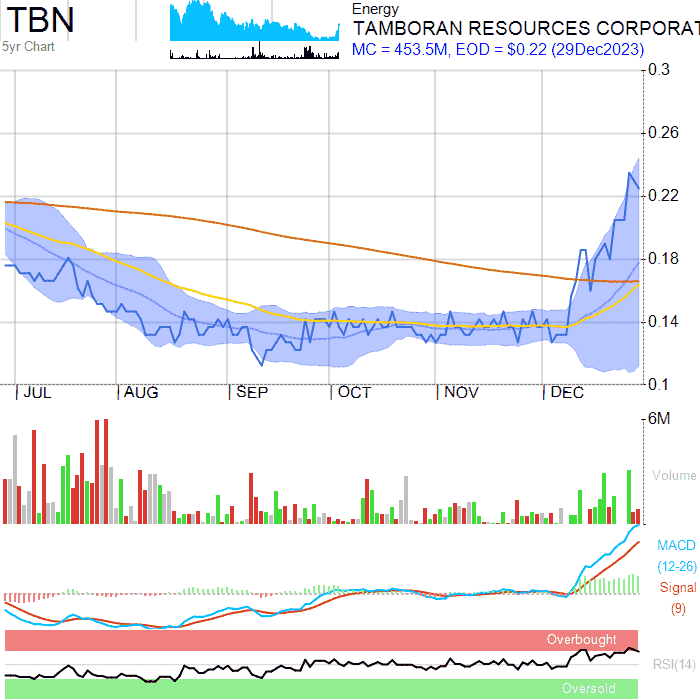 TBN
5yr Chart
Energy
TAMBORAN RESOURCES CORPORAT
MC = 453.5M, EOD = $0.22 (29Dec2023)
0.3
0.26
0.22
0.18
0.14
0.1
JUL AUG SEP OCT NOV DEC
6M
Volume
MACD
(12-26)
Signal
(9)
Overbought
RSI(14)
Oversold